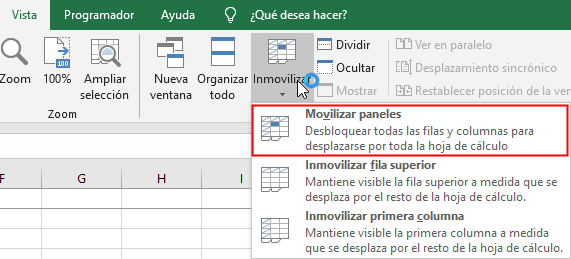 Vista Programador Ayuda ¿Qué desea hacer?
Zoom 100% Ampliar selección Nueva ventana Organizar todo Inmovilizar
Dividir Ver en paralelo
Ocultar Desplazamiento sincrónico
Mostrar Restablecer posición de la ven
Zoom
Movilizar paneles
Desbloquear todas las filas y columnas para
desplazarse por toda la hoja de cálculo
Inmovilizar fila superior
Mantiene visible la fila superior a medida que se
desplaza por el resto de la hoja de cálculo.
Inmovilizar primera columna
Mantiene visible la primera columna a medida
que se desplaza por el resto de la hoja de cálculo.
F G H I